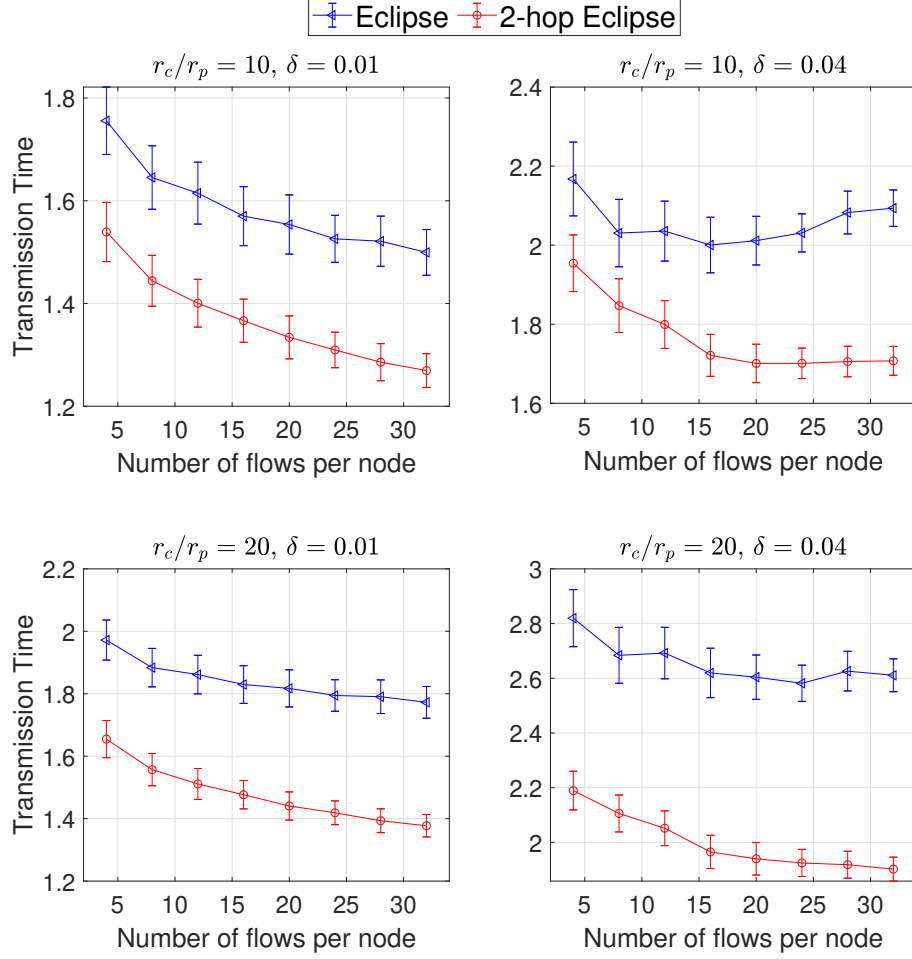 Eclipse 2-hop Eclipse
r_c/r_p = 10, δ = 0.01
1.8
1.6
1.4
1.2
Transmission Time
5 10 15 20 25 30
Number of flows per node
r_c/r_p = 10, δ = 0.04
2.4
2.2
2
1.8
1.6
5 10 15 20 25 30
Number of flows per node
r_c/r_p = 20, δ = 0.01
2.2
2
1.8
1.6
1.4
1.2
Transmission Time
5 10 15 20 25 30
Number of flows per node
r_c/r_p = 20, δ = 0.04
3
2.8
2.6
2.4
2.2
2
5 10 15 20 25 30
Number of flows per node